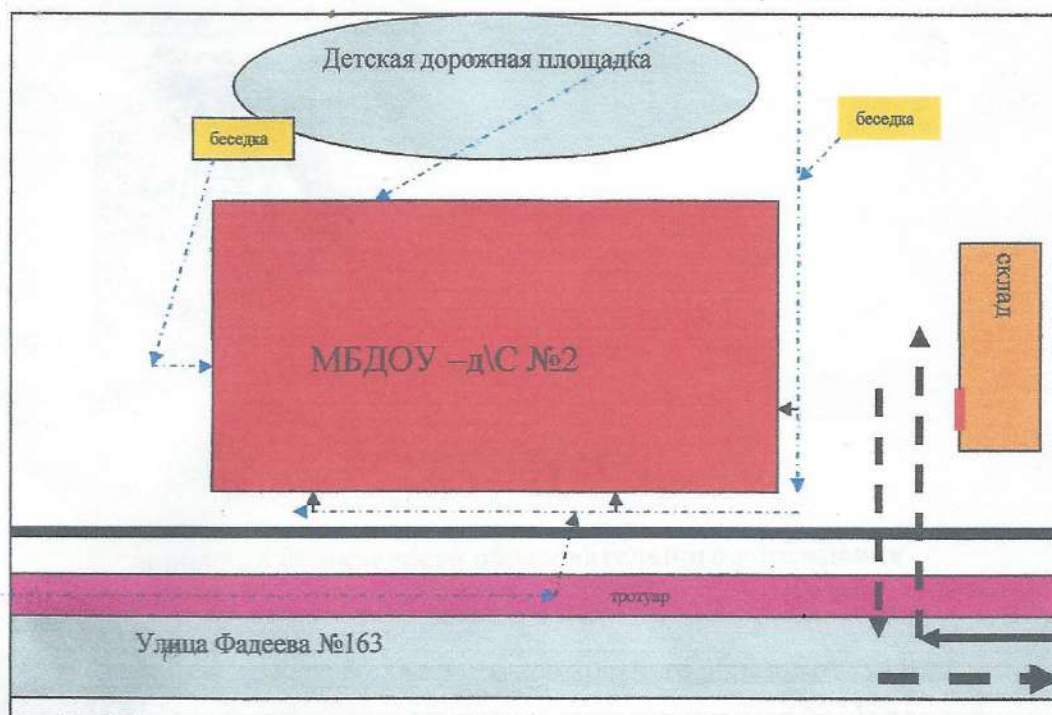 Детская дорожная площадка
беседка
беседка
склад
МБДОУ –д\С №2
тротуар
Улица Фадеева №163